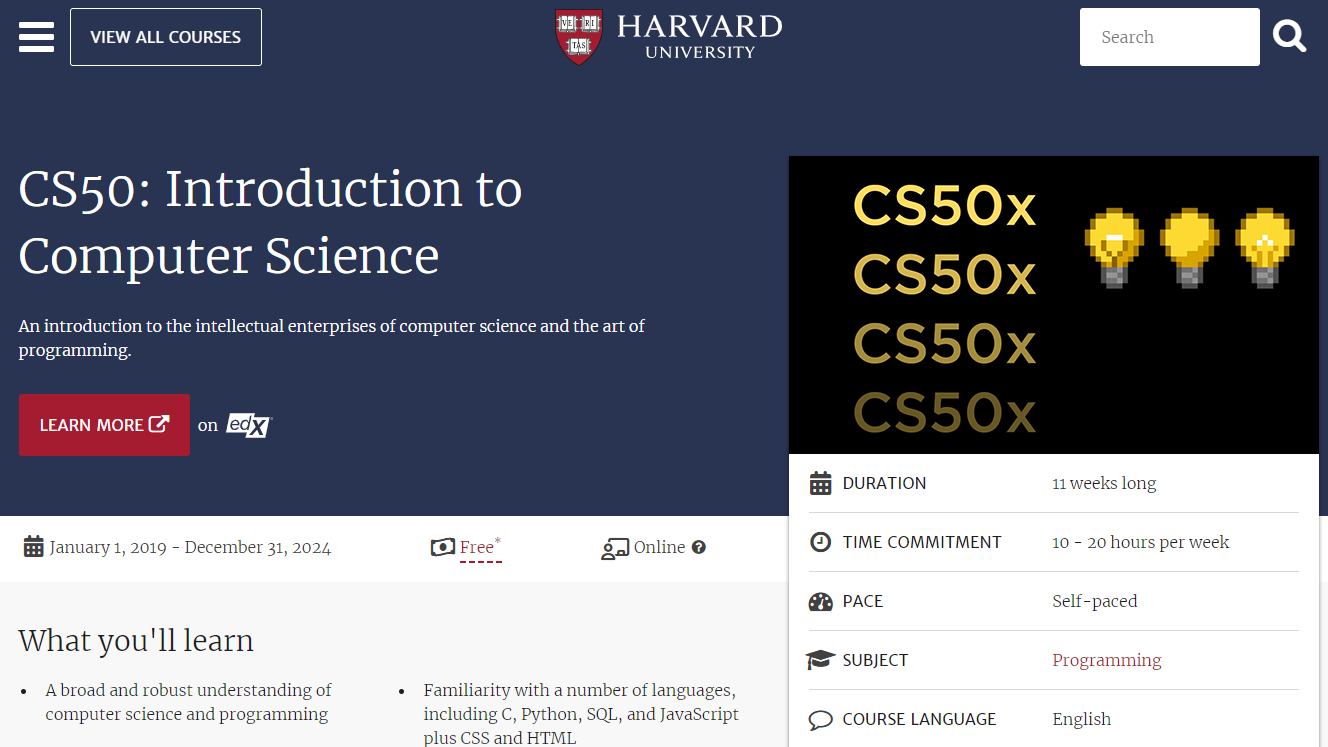 VIEW ALL COURSES
VE RI TAS
HARVARD
UNIVERSITY
Search
CS50: Introduction to
Computer Science
An introduction to the intellectual enterprises of computer science and the art of
programming.
LEARN MORE on edX
CS50x
CS50x
CS50x
CS50x
DURATION 11 weeks long
TIME COMMITMENT 10 - 20 hours per week
PACE Self-paced
SUBJECT Programming
COURSE LANGUAGE English
January 1, 2019 - December 31, 2024 Free* Online ?
What you'll learn
• A broad and robust understanding of
computer science and programming
• Familiarity with a number of languages,
including C, Python, SQL, and JavaScript
plus CSS and HTML